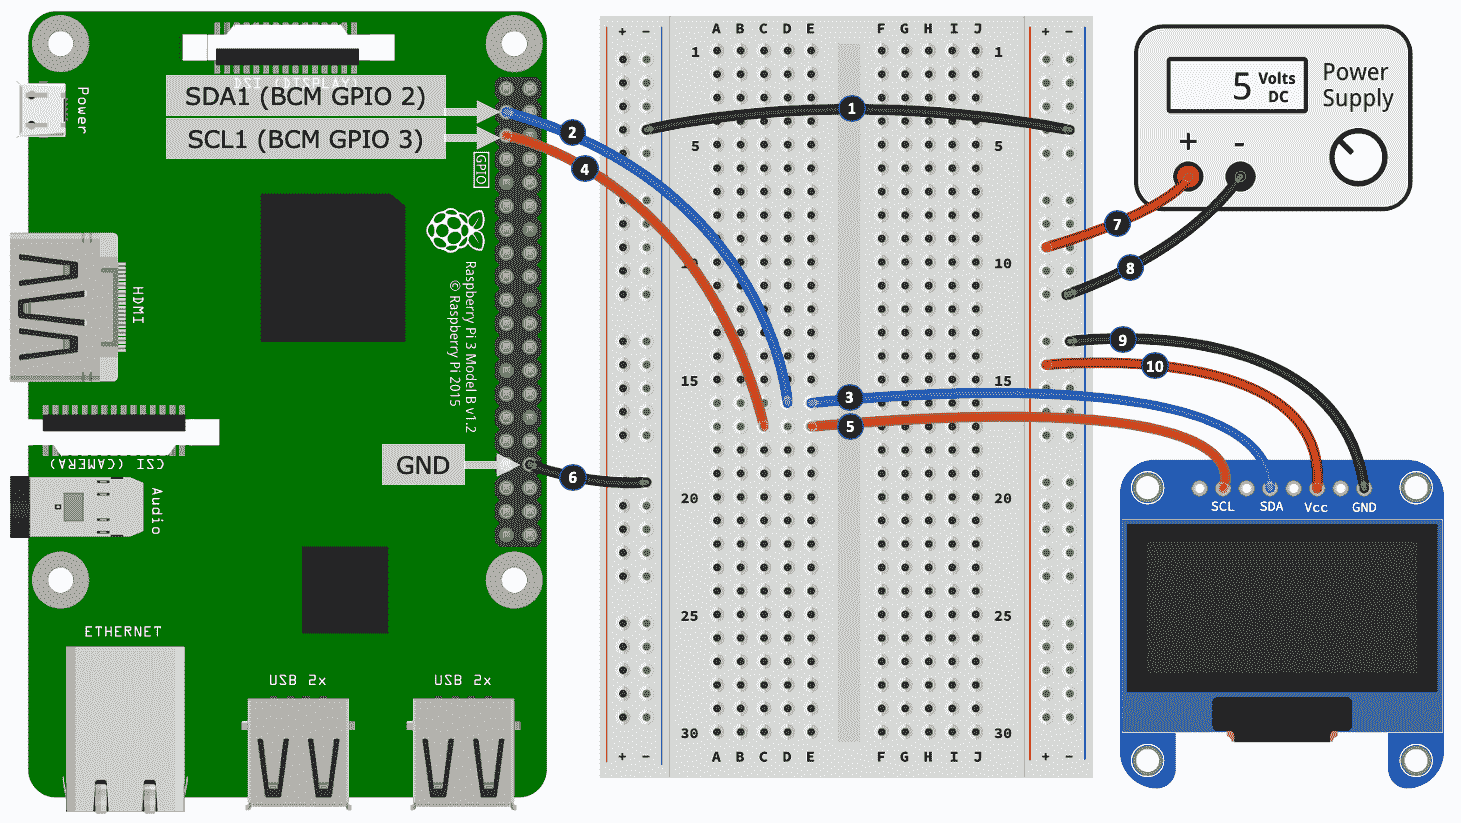 DSI (DISPLAY)
SDA1 (BCM GPIO 2)
SCL1 (BCM GPIO 3)
Power
GPIO
HDMI
Raspberry Pi 3 Model B v1.2
© Raspberry Pi 2015
CSI (CAMERA)
GND
Audio
ETHERNET
USB 2x
USB 2x
+ −
A B C D E
F G H I J
+ −
1
5
10
15
20
25
30
1
5
10
15
20
25
30
+ −
A B C D E
F G H I J
+ −
1
2
4
3
5
6
7
8
9
10
5 Volts
DC
Power
Supply
+ -
SCL SDA Vcc GND